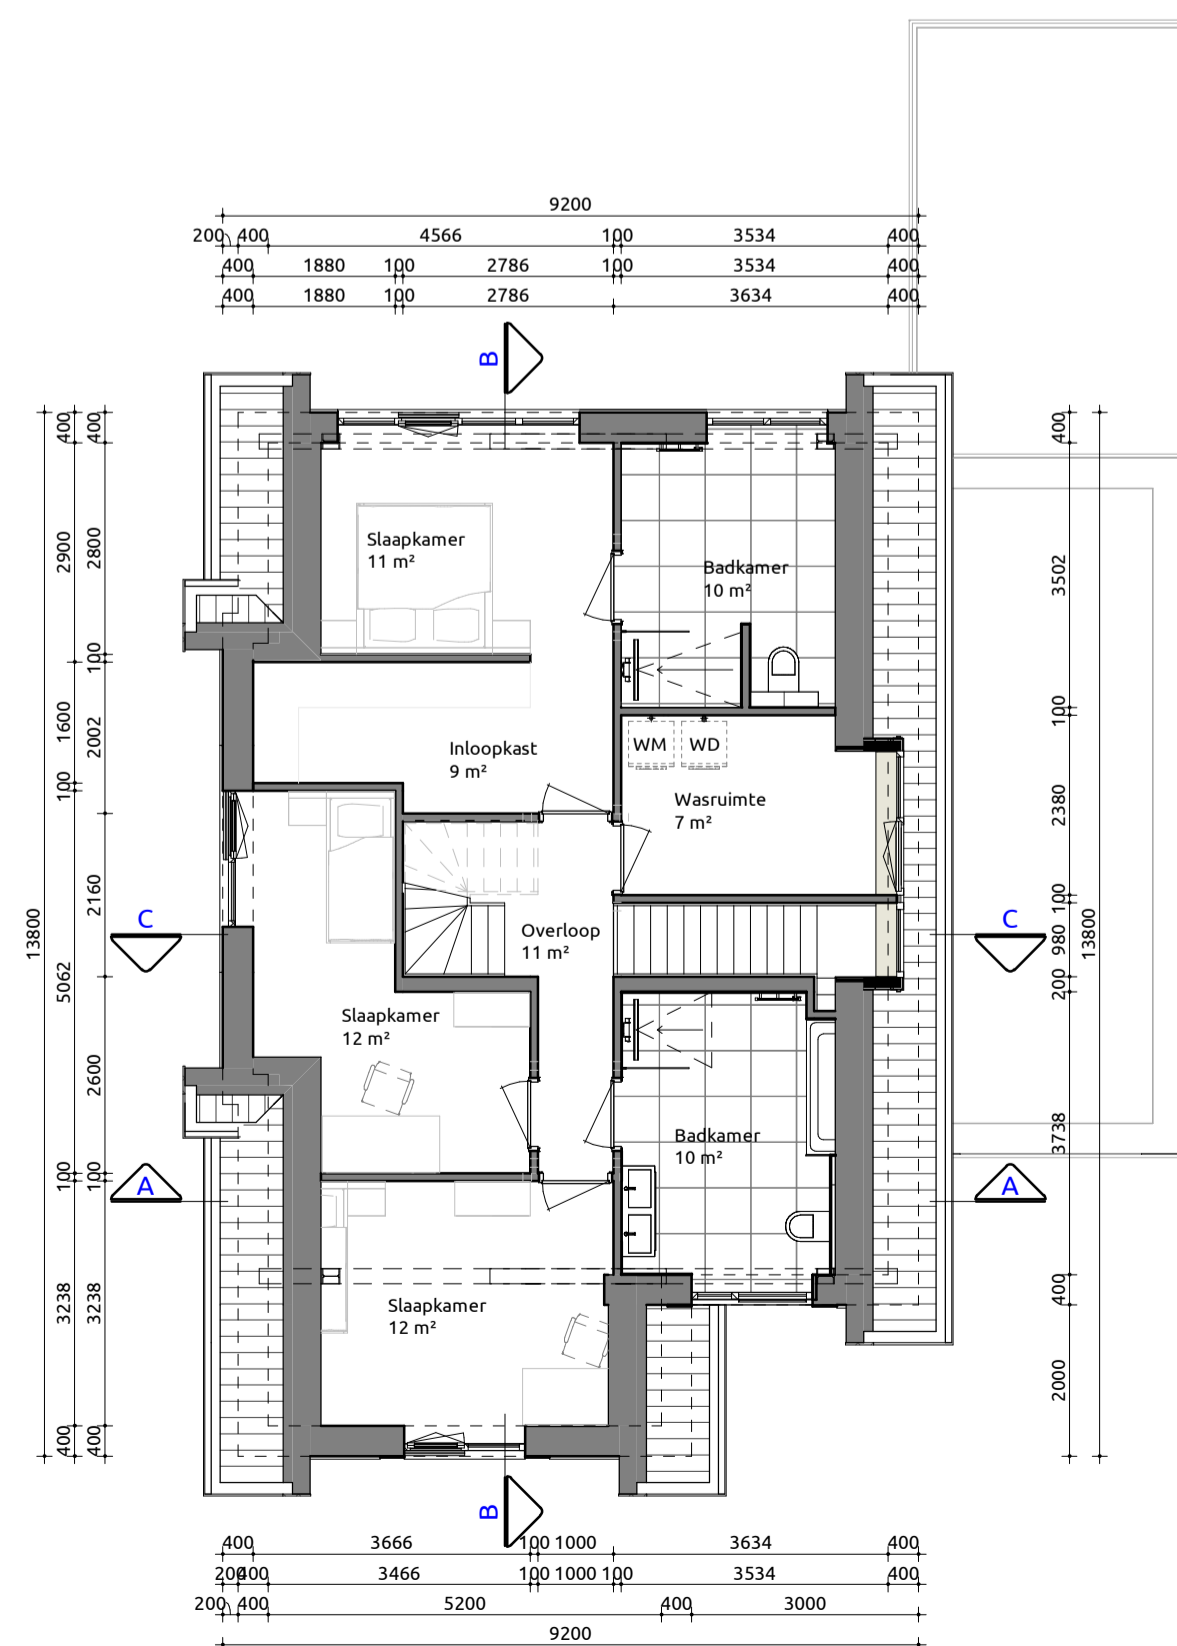 9200
200 400 4566 100 3534 400
400 1880 100 2786 100 3534 400
400 1880 100 2786 3634 400
B
400 400 400
Slaapkamer
11 m²
Badkamer
10 m²
2900 2800 3502
100 100
1600 2002
Inloopkast
9 m²
WM WD
Wasruimte
7 m²
100 2380
2160 100
C C
13800 980 13800
Overloop
11 m²
5062 200
Slaapkamer
12 m²
2600
Badkamer
10 m²
3738
100 100
A A
3238 3238
Slaapkamer
12 m²
400
2000
400 400
B
400 3666 100 1000 3634 400
200 400 3466 100 1000 100 3534 400
200 400 5200 400 3000
9200